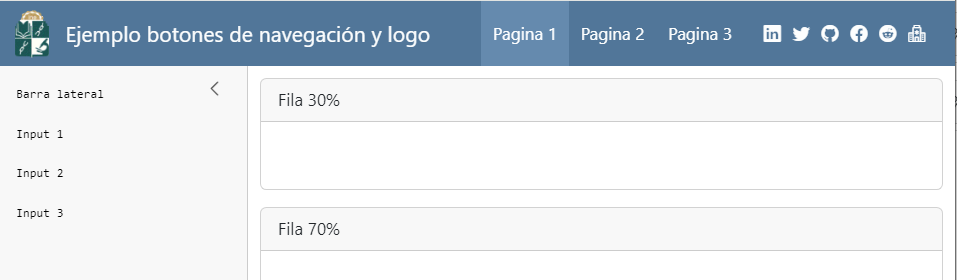 Ejemplo botones de navegación y logo
Pagina 1
Pagina 2
Pagina 3
Barra lateral
Input 1
Input 2
Input 3
Fila 30%
Fila 70%